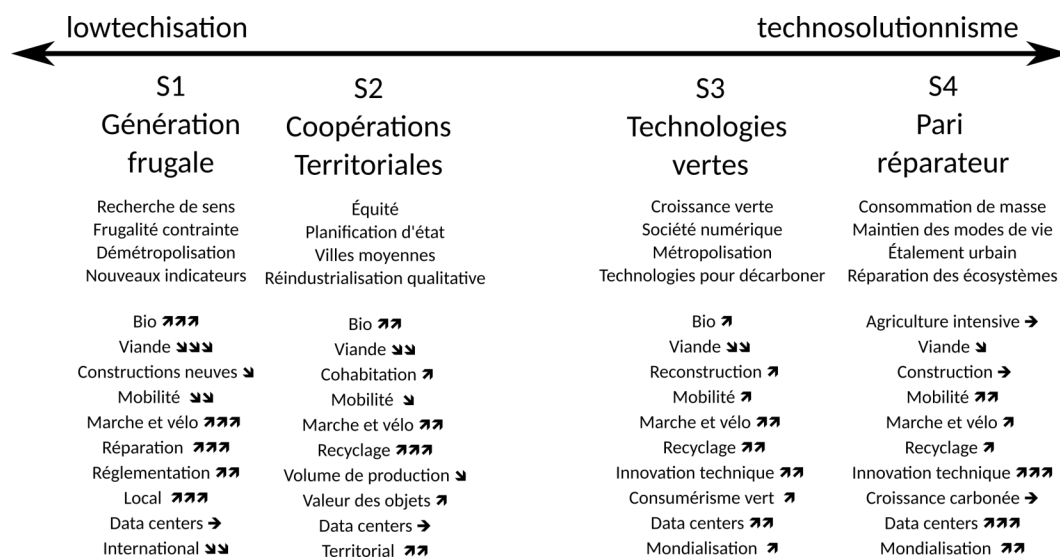 lowtechisation
technosolutionnisme
S1
Génération
frugale
Recherche de sens
Frugalité contrainte
Démétropolisation
Nouveaux indicateurs
Bio ➚➚➚
Viande ➘➘➘
Constructions neuves ➘
Mobilité ➘➘
Marche et vélo ➚➚➚
Réparation ➚➚➚
Réglementation ➚➚
Local ➚➚➚
Data centers ➔
International ➘➘
S2
Coopérations
Territoriales
Équité
Planification d'état
Villes moyennes
Réindustrialisation qualitative
Bio ➚➚
Viande ➘➘
Cohabitation ➚
Mobilité ➘
Marche et vélo ➚➚
Recyclage ➚➚➚
Volume de production ➘
Valeur des objets ➚
Data centers ➔
Territorial ➚➚
S3
Technologies
vertes
Croissance verte
Société numérique
Métropolisation
Technologies pour décarboner
Bio ➚
Viande ➘➘
Reconstruction ➚
Mobilité ➚
Marche et vélo ➚➚
Recyclage ➚➚
Innovation technique ➚➚
Consumérisme vert ➚
Data centers ➚➚
Mondialisation ➚
S4
Pari
réparateur
Consommation de masse
Maintien des modes de vie
Étalement urbain
Réparation des écosystèmes
Agriculture intensive ➔
Viande ➘
Construction ➔
Mobilité ➚➚
Marche et vélo ➚
Recyclage ➚
Innovation technique ➚➚➚
Croissance carbonée ➔
Data centers ➚➚➚
Mondialisation ➚➚